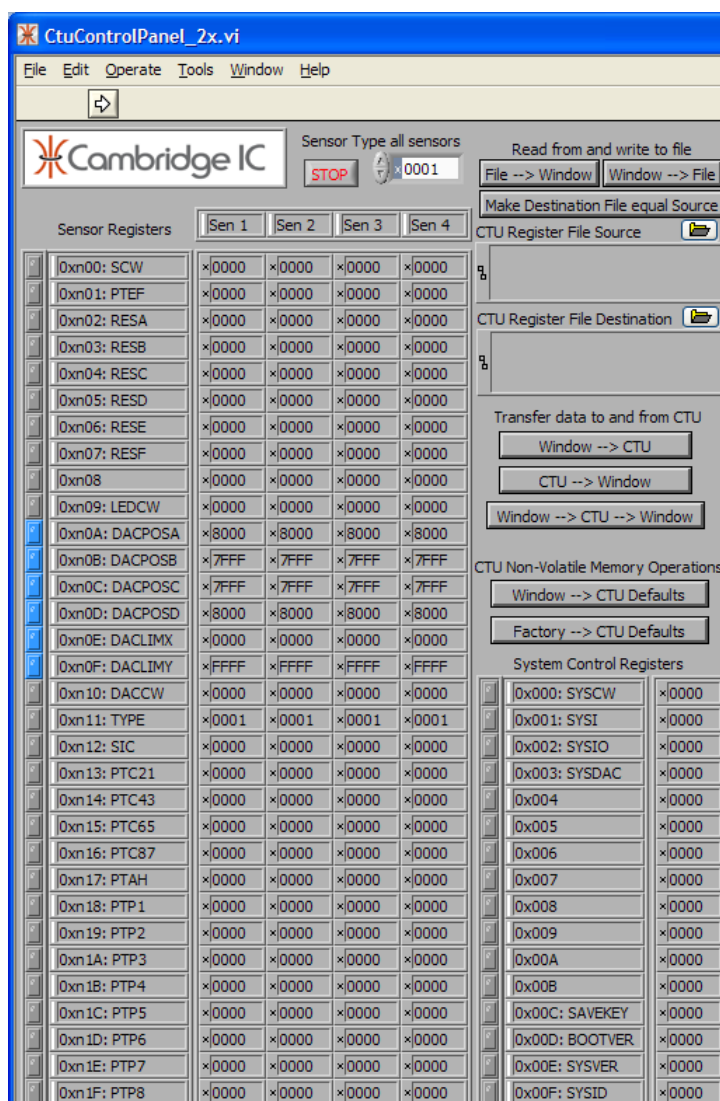 CtuControlPanel_2x.vi
File Edit Operate Tools Window Help
Cambridge IC
Sensor Type all sensors
STOP x 0001
Read from and write to file
File --> Window Window --> File
Make Destination File equal Source
Sensor Registers Sen 1 Sen 2 Sen 3 Sen 4
CTU Register File Source
CTU Register File Destination
Transfer data to and from CTU
Window --> CTU
CTU --> Window
Window --> CTU --> Window
CTU Non-Volatile Memory Operations
Window --> CTU Defaults
Factory --> CTU Defaults
0xn00: SCW x0000 x0000 x0000 x0000
0xn01: PTEF x0000 x0000 x0000 x0000
0xn02: RESA x0000 x0000 x0000 x0000
0xn03: RESB x0000 x0000 x0000 x0000
0xn04: RESC x0000 x0000 x0000 x0000
0xn05: RESD x0000 x0000 x0000 x0000
0xn06: RESE x0000 x0000 x0000 x0000
0xn07: RESF x0000 x0000 x0000 x0000
0xn08 x0000 x0000 x0000 x0000
0xn09: LEDCW x0000 x0000 x0000 x0000
0xn0A: DACPOSA x8000 x8000 x8000 x8000
0xn0B: DACPOSB x7FFF x7FFF x7FFF x7FFF
0xn0C: DACPOSC x7FFF x7FFF x7FFF x7FFF
0xn0D: DACPOSD x8000 x8000 x8000 x8000
0xn0E: DACLIMX x0000 x0000 x0000 x0000
0xn0F: DACLIMY xFFFF xFFFF xFFFF xFFFF
0xn10: DACCW x0000 x0000 x0000 x0000
0xn11: TYPE x0001 x0001 x0001 x0001
0xn12: SIC x0000 x0000 x0000 x0000
0xn13: PTC21 x0000 x0000 x0000 x0000
0xn14: PTC43 x0000 x0000 x0000 x0000
0xn15: PTC65 x0000 x0000 x0000 x0000
0xn16: PTC87 x0000 x0000 x0000 x0000
0xn17: PTAH x0000 x0000 x0000 x0000
0xn18: PTP1 x0000 x0000 x0000 x0000
0xn19: PTP2 x0000 x0000 x0000 x0000
0xn1A: PTP3 x0000 x0000 x0000 x0000
0xn1B: PTP4 x0000 x0000 x0000 x0000
0xn1C: PTP5 x0000 x0000 x0000 x0000
0xn1D: PTP6 x0000 x0000 x0000 x0000
0xn1E: PTP7 x0000 x0000 x0000 x0000
0xn1F: PTP8 x0000 x0000 x0000 x0000
System Control Registers
0x000: SYSCW x0000
0x001: SYSI x0000
0x002: SYSIO x0000
0x003: SYSDAC x0000
0x004 x0000
0x005 x0000
0x006 x0000
0x007 x0000
0x008 x0000
0x009 x0000
0x00A x0000
0x00B x0000
0x00C: SAVEKEY x0000
0x00D: BOOTVER x0000
0x00E: SYSVER x0000
0x00F: SYSID x0000